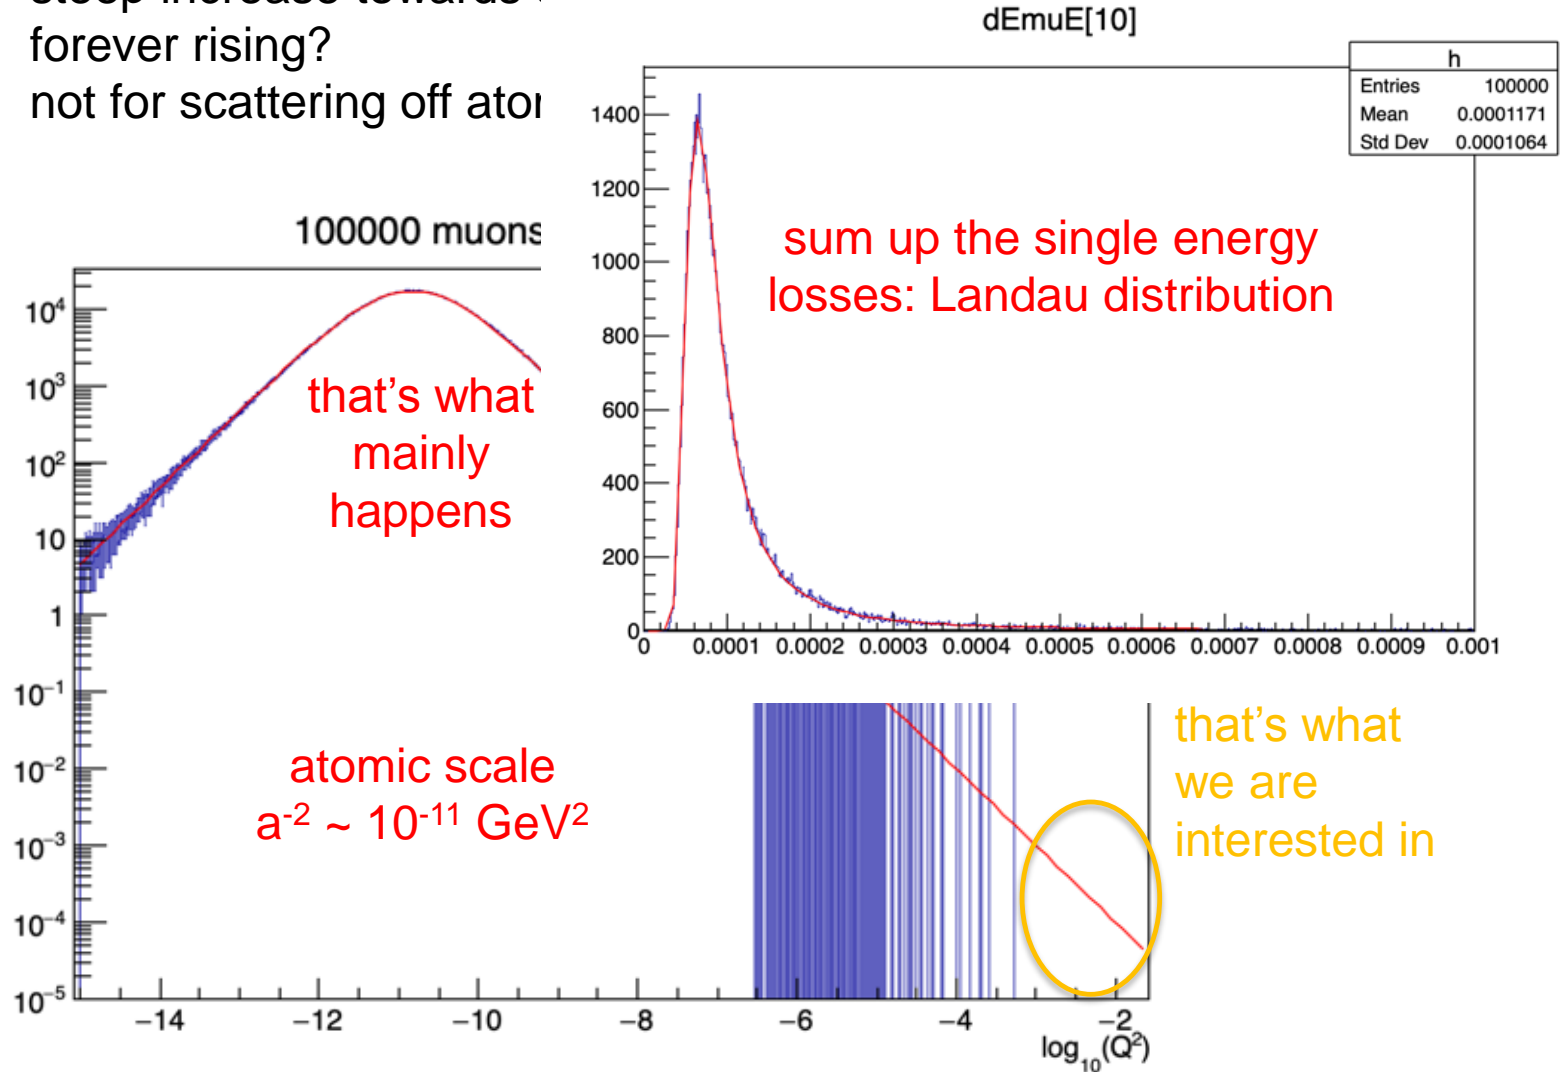 forever rising?
not for scattering off
dEmuE[10]
h
Entries 100000
Mean 0.0001171
Std Dev 0.0001064
1400
1200
1000
800
600
400
200
0
sum up the single energy
losses: Landau distribution
0 0.0001 0.0002 0.0003 0.0004 0.0005 0.0006 0.0007 0.0008 0.0009 0.001
100000 muons
10⁴
10³
10²
10
1
10⁻¹
10⁻²
10⁻³
10⁻⁴
10⁻⁵
that's what
mainly
happens
atomic scale
a⁻² ~ 10⁻¹¹ GeV²
that's what
we are
interested in
−14 −12 −10 −8 −6 −4 −2
log₁₀(Q²)